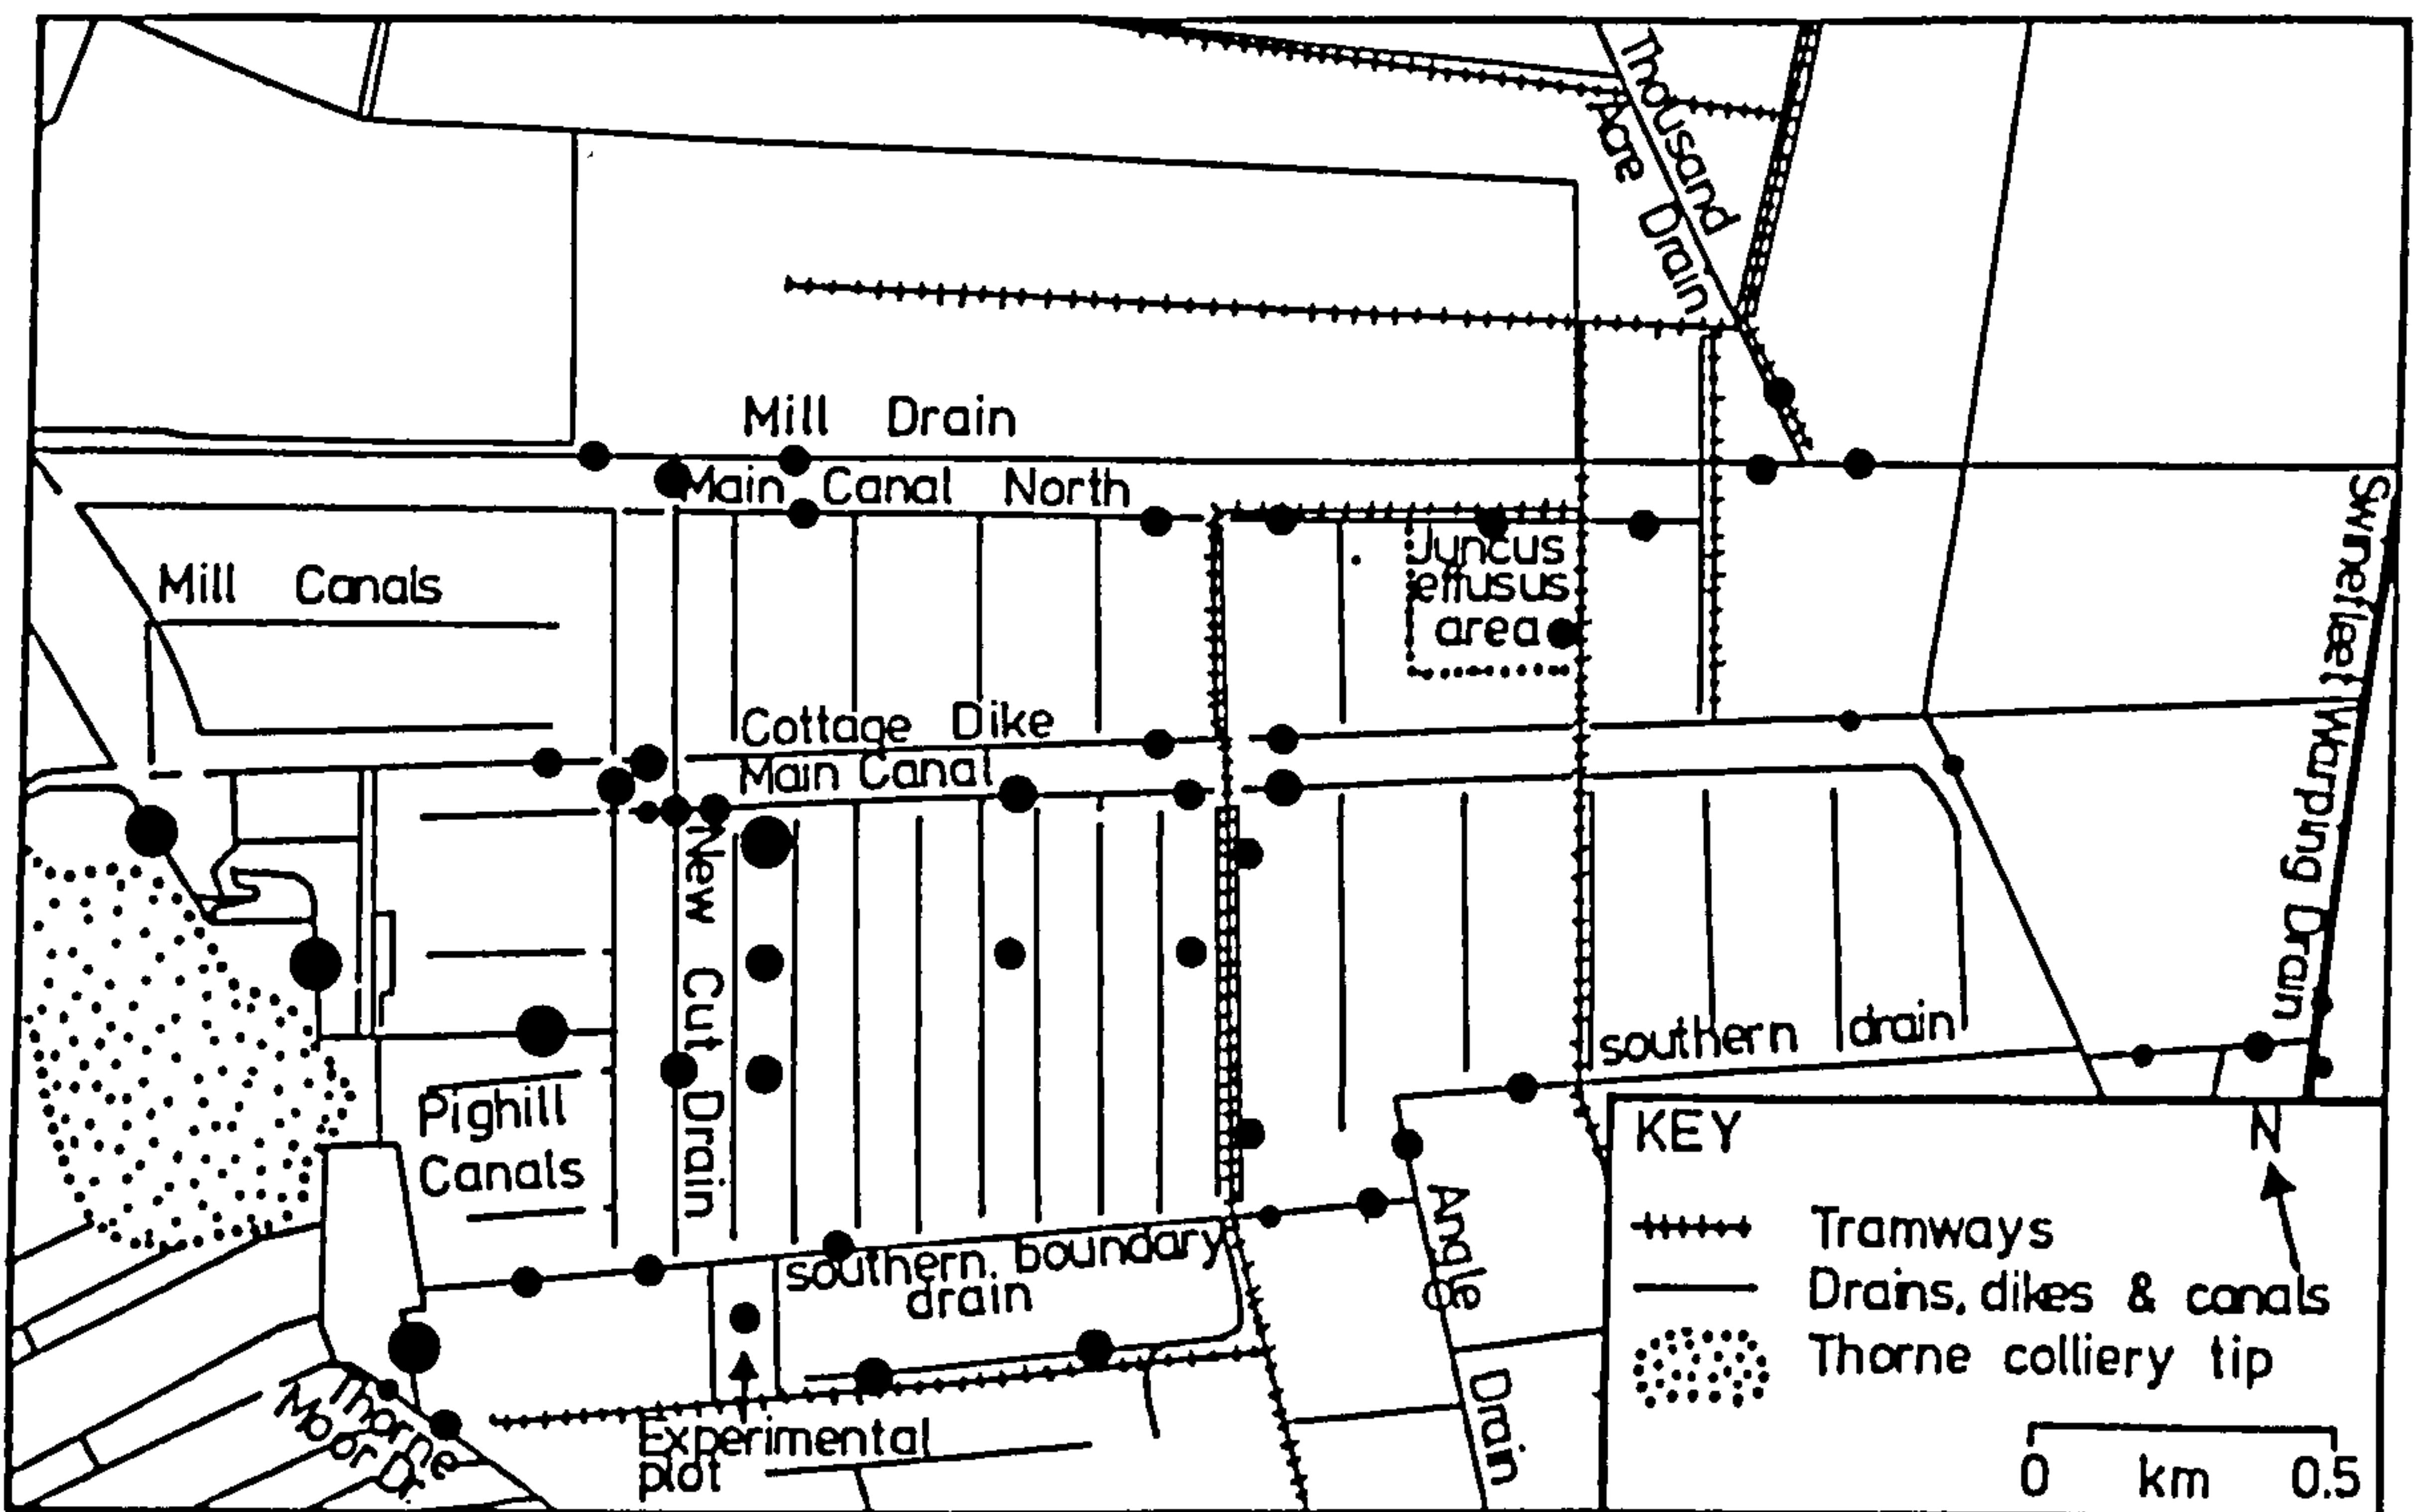 Thousand
Acre Drain
Mill Drain
Main Canal North
Juncus
effusus
area
Mill Canals
Swinefleet Warping Drain
Cottage Dike
Main Canal
New Cut Drain
southern drain
Pighill
Canals
southern boundary
drain
Angle Drain
Experimental
plot
Thorne
Moor Dr.
KEY
N
Tramways
Drains, dikes & canals
Thorne colliery tip
0 km 0.5